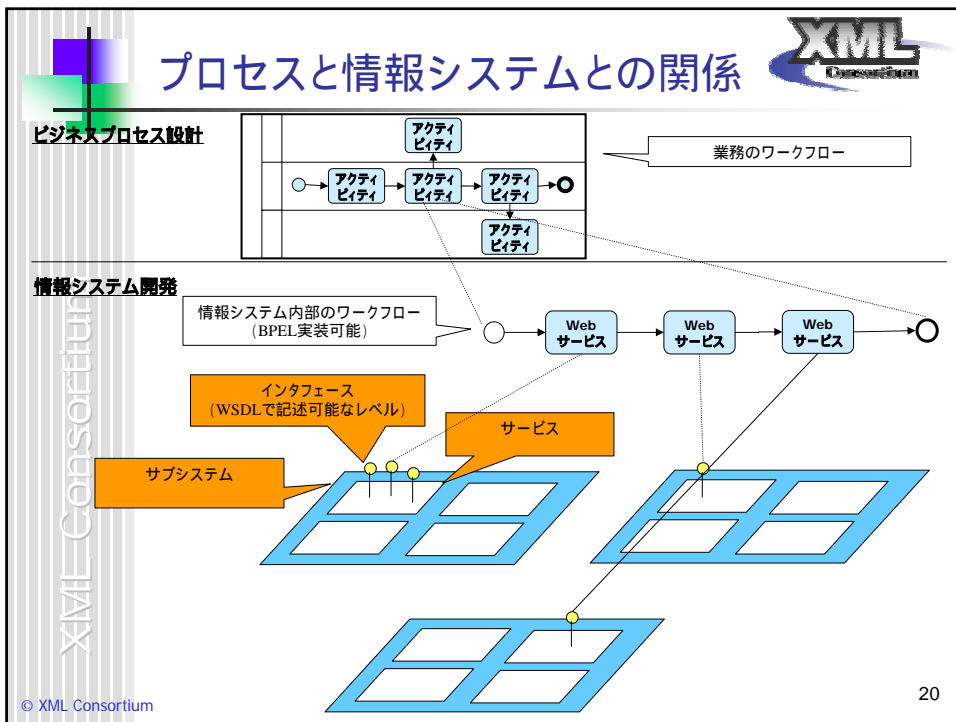 プロセスと情報システムとの関係
XML
Consortium
ビジネスプロセス設計
アクティ
ビィティ
業務のワークフロー
アクティ
ビィティ
アクティ
ビィティ
アクティ
ビィティ
アクティ
ビィティ
情報システム開発
情報システム内部のワークフロー
(BPEL実装可能)
Web
サービス
Web
サービス
Web
サービス
インタフェース
(WSDLで記述可能なレベル)
サービス
サブシステム
XML Consortium
© XML Consortium
20